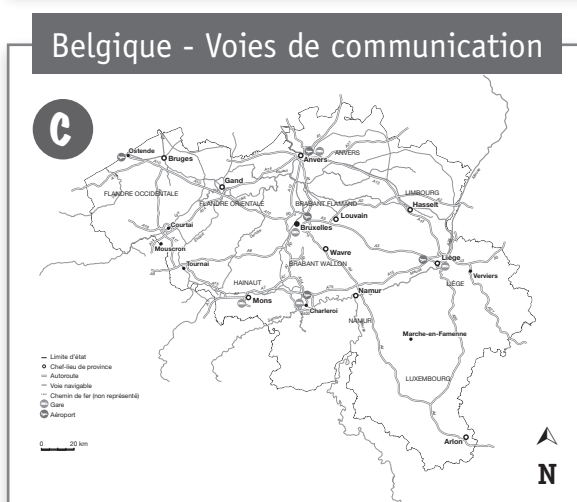 Belgique - Voies de communication
C
Ostende
Bruges
Anvers
ANVERS
Gand
FLANDRE OCCIDENTALE
FLANDRE ORIENTALE
BRABANT FLAMAND
LIMBOURG
Hasselt
Louvain
Courtai
Bruxelles
Mouscron
Wavre
Liège
Tournai
BRABANT WALLON
Verviers
HAINAUT
LIÈGE
Mons
Namur
Charleroi
NAMUR
Marche-en-Famenne
LUXEMBOURG
Arlon
Limite d'état
Chef-lieu de province
Autoroute
Voie navigable
Chemin de fer (non représenté)
Gare
Aéroport
0 20 km
N